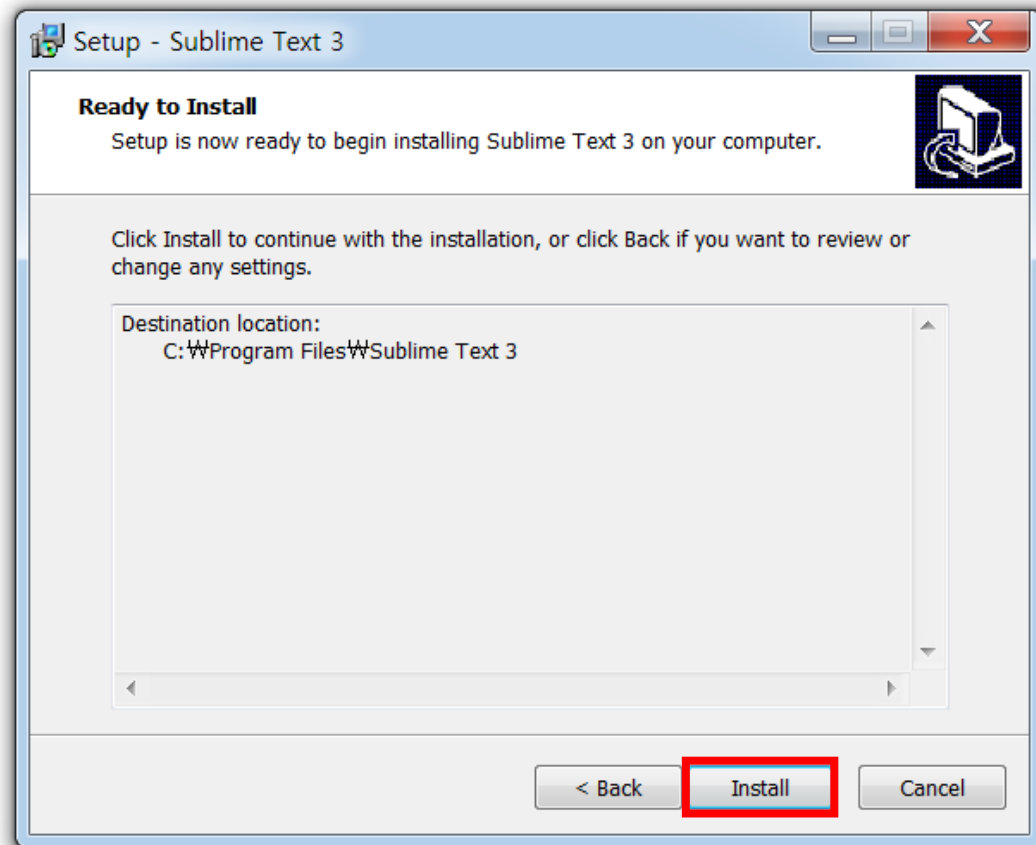 Setup - Sublime Text 3
Ready to Install
Setup is now ready to begin installing Sublime Text 3 on your computer.
Click Install to continue with the installation, or click Back if you want to review or
change any settings.
Destination location:
C:₩Program Files₩Sublime Text 3
< Back Install Cancel